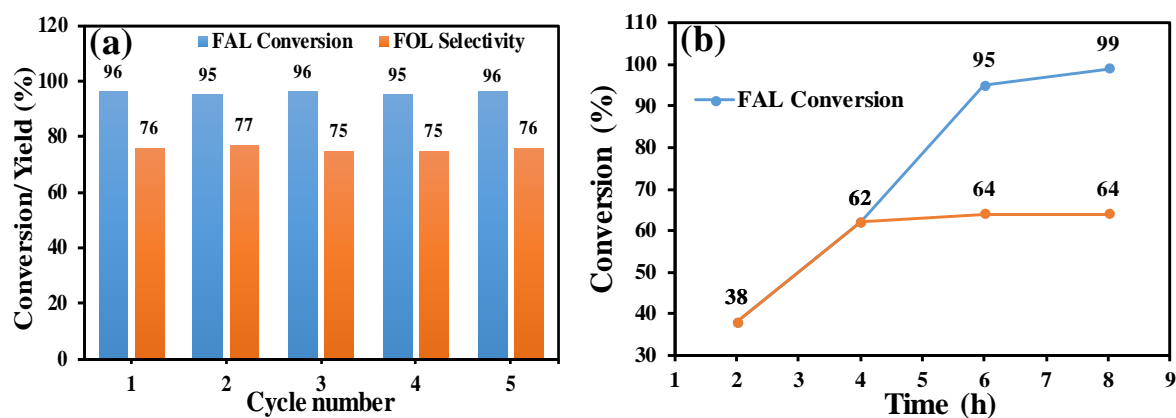 (a)
FAL Conversion FOL Selectivity
Conversion/ Yield (%)
120
100
80
60
40
20
0
96 95 96 95 96
76 77 75 75 76
1 2 3 4 5
Cycle number
(b)
FAL Conversion
Conversion (%)
110
100
90
80
70
60
50
40
30
95 99
62 64 64
38
1 2 3 4 5 6 7 8 9
Time (h)